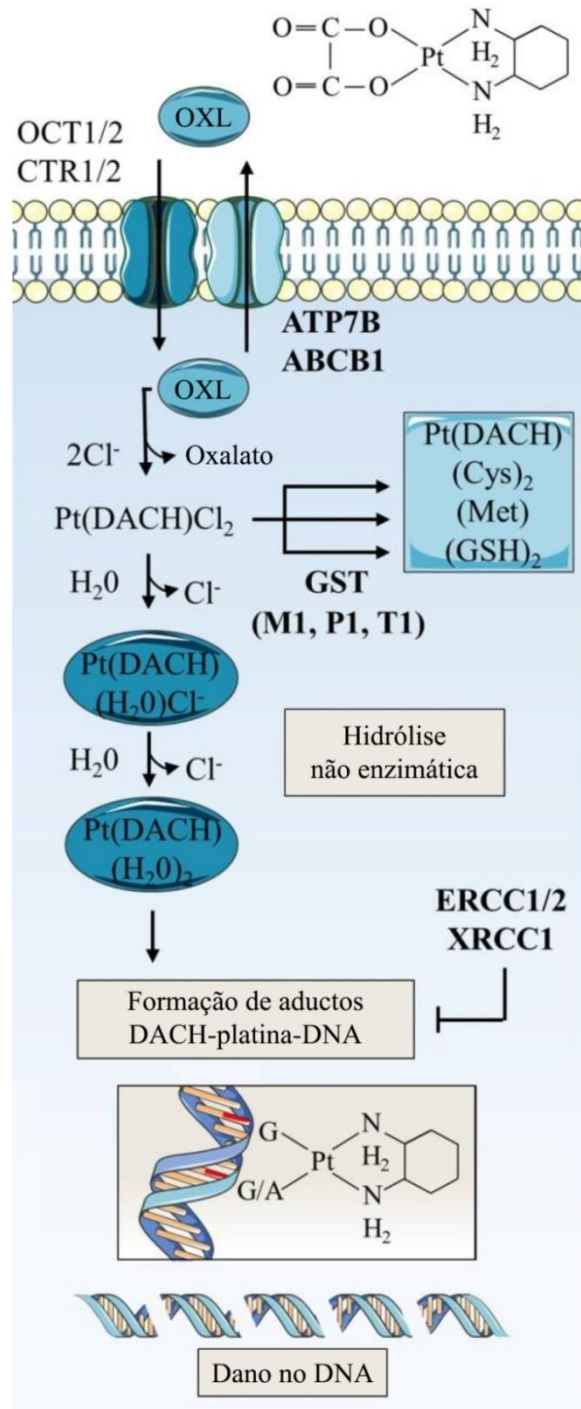 O=C—O
Pt
N
H₂
O=C—O
N
H₂
OXL
OCT1/2
CTR1/2
ATP7B
ABCB1
OXL
2Cl⁻
Oxalato
Pt(DACH)Cl₂
Pt(DACH)
(Cys)₂
(Met)
(GSH)₂
GST
(M1, P1, T1)
H₂0
Cl⁻
Pt(DACH)
(H₂0)Cl⁻
Hidrólise
não enzimática
H₂0
Cl⁻
Pt(DACH)
(H₂0)₂
ERCC1/2
XRCC1
Formação de aductos
DACH-platina-DNA
G
G/A
Pt
N
H₂
N
H₂
Dano no DNA